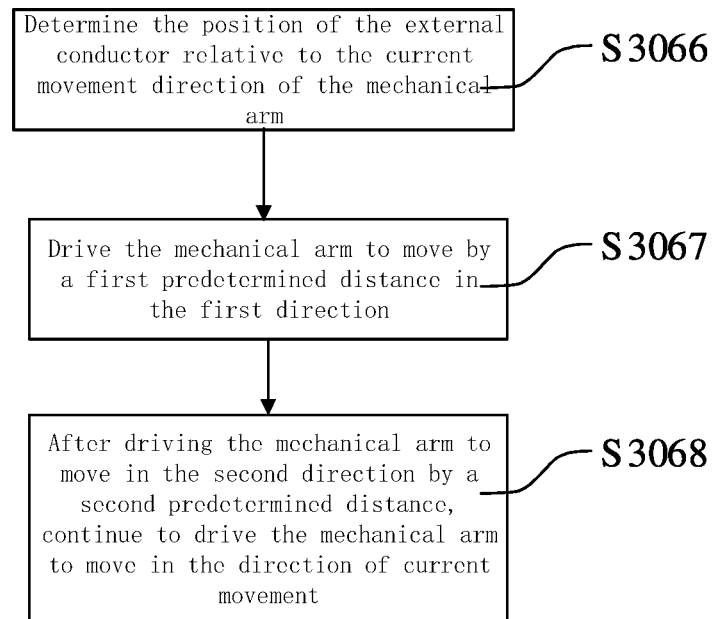 Determine the position of the external
conductor relative to the current
movement direction of the mechanical
arm
S3066
Drive the mechanical arm to move by
a first predetermined distance in
the first direction
S3067
After driving the mechanical arm to
move in the second direction by a
second predetermined distance,
continue to drive the mechanical arm
to move in the direction of current
movement
S3068